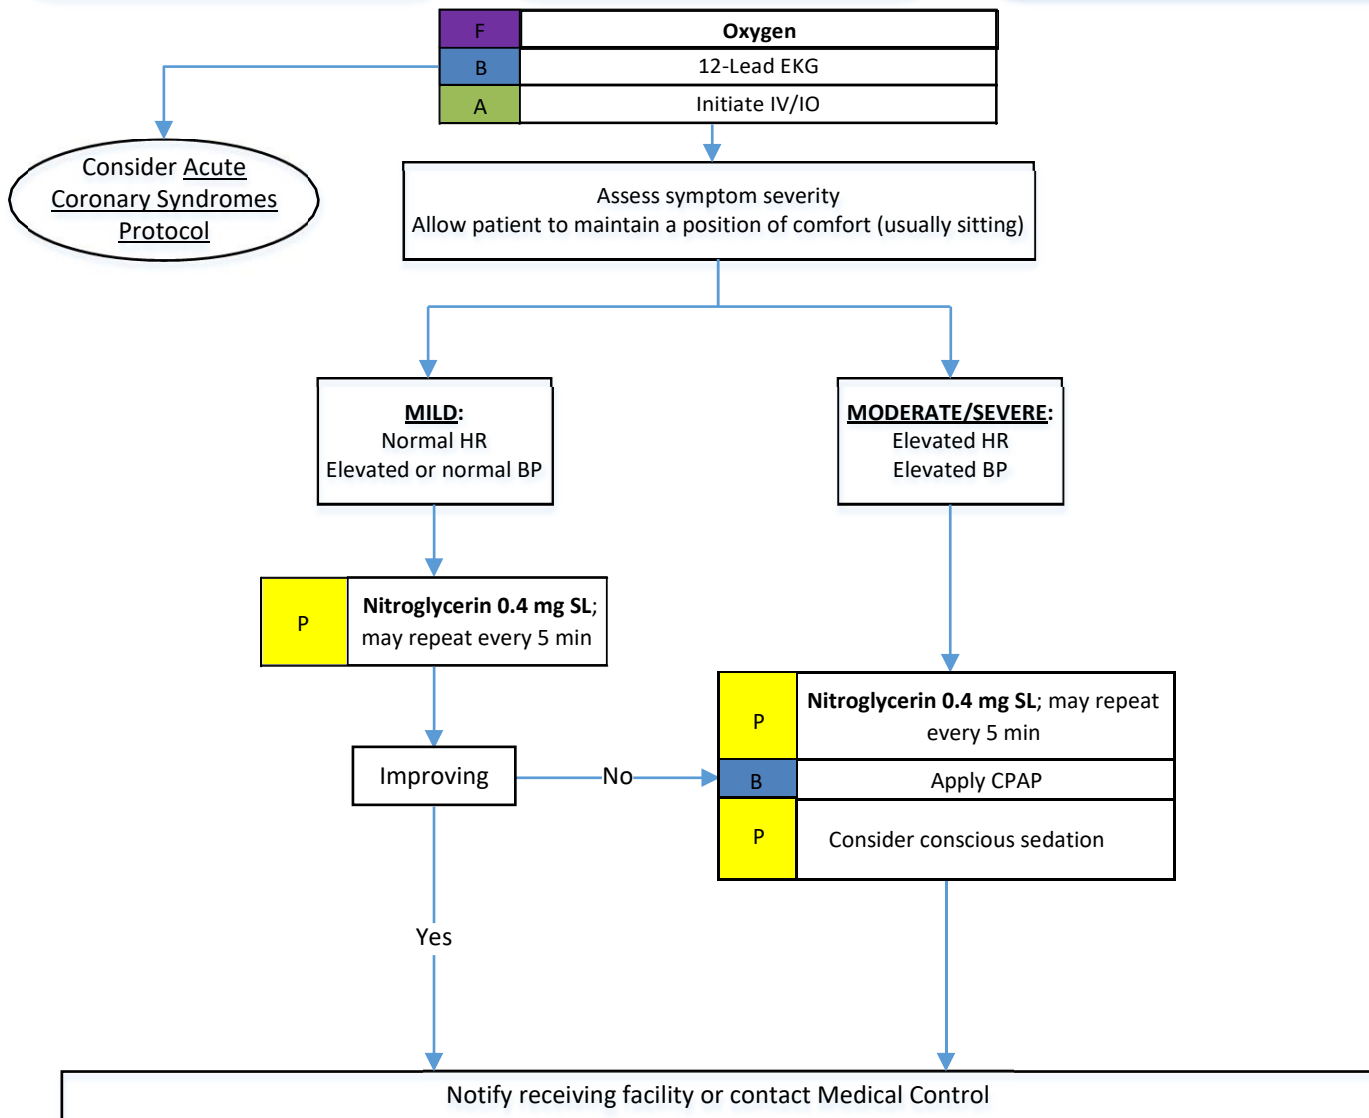 F Oxygen
B 12-Lead EKG
A Initiate IV/IO
Consider Acute
Coronary Syndromes
Protocol
Assess symptom severity
Allow patient to maintain a position of comfort (usually sitting)
MILD:
Normal HR
Elevated or normal BP
MODERATE/SEVERE:
Elevated HR
Elevated BP
P
Nitroglycerin 0.4 mg SL;
may repeat every 5 min
P
Nitroglycerin 0.4 mg SL; may repeat
every 5 min
Improving
No
B Apply CPAP
P Consider conscious sedation
Yes
Notify receiving facility or contact Medical Control